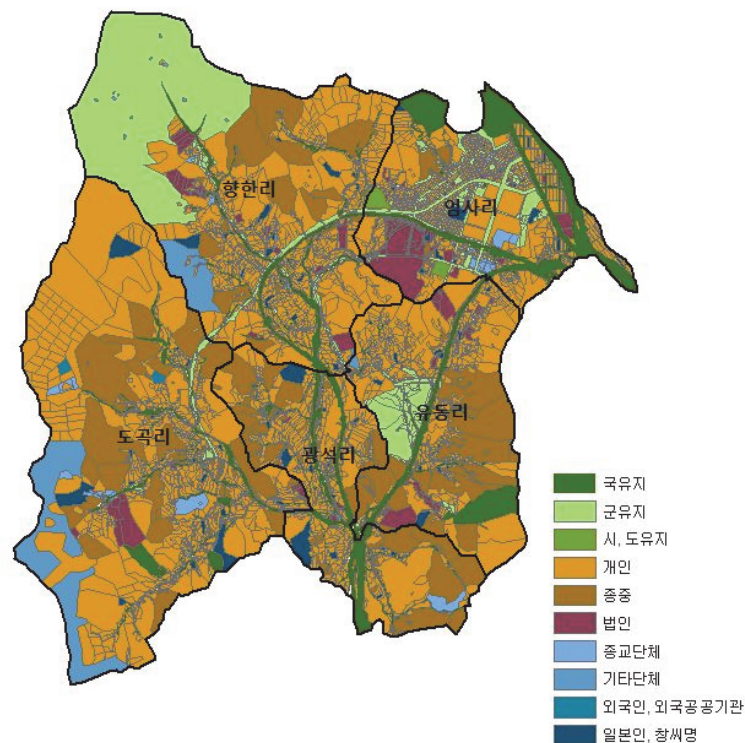 향한리
엄사리
유동리
도곡리
광석리
국유지
군유지
시, 도유지
개인
종중
법인
종교단체
기타단체
외국인, 외국공공기관
일본인, 창씨명